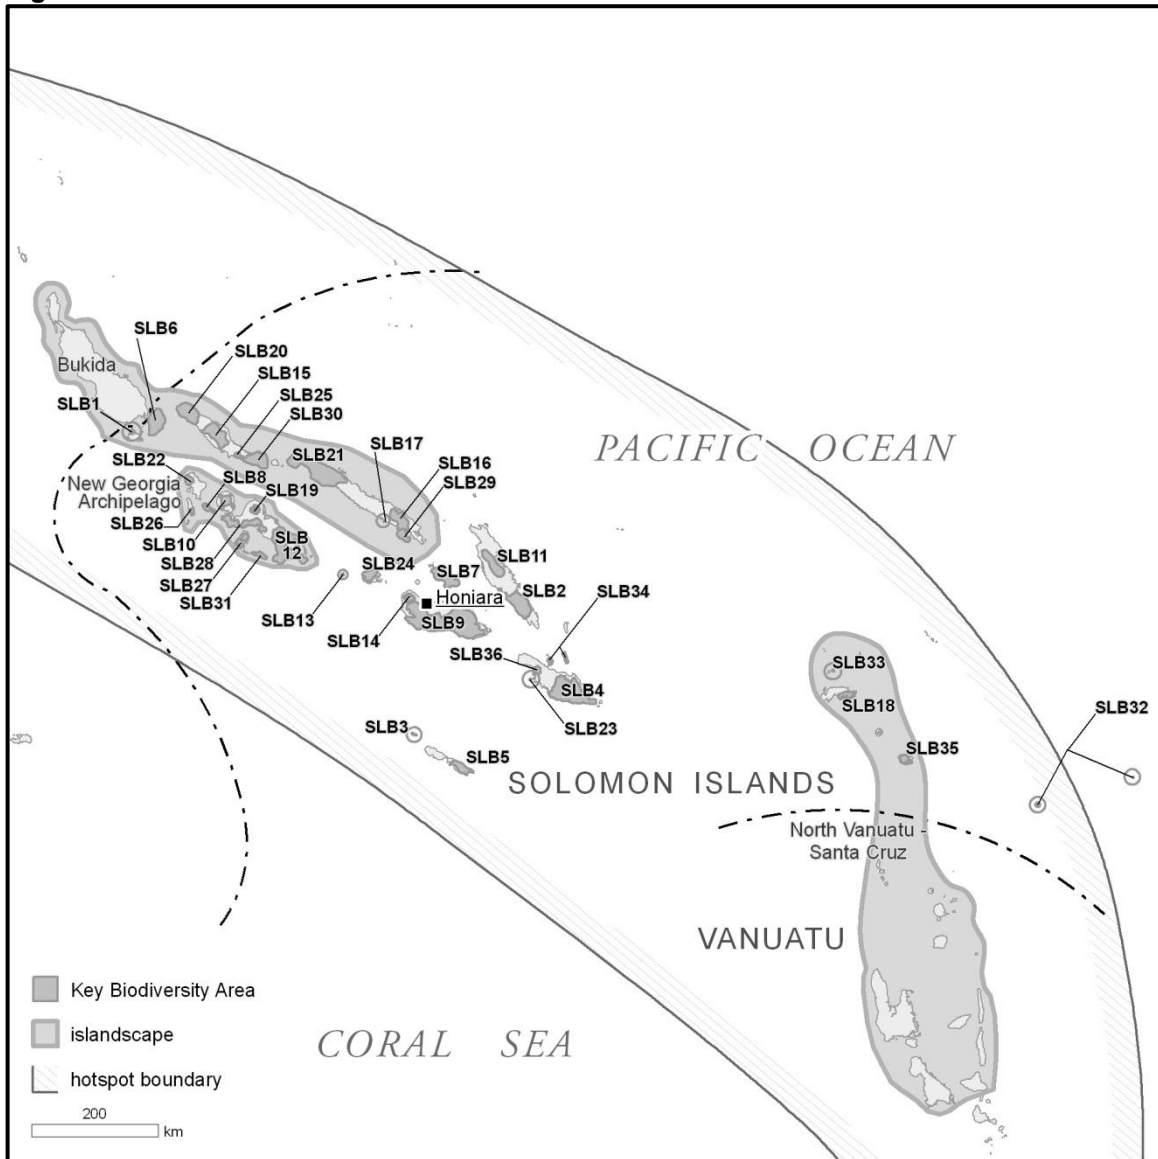 SLB6
SLB20
SLB15
Bukida
SLB25
SLB1
SLB30
SLB17
SLB21
SLB16
SLB22
SLB8
SLB29
New Georgia
Archipelago
SLB19
SLB26
SLB10
SLB
12
SLB28
SLB27
SLB31
SLB24
SLB7
SLB11
SLB2
SLB34
Honiara
SLB13
SLB9
SLB14
SLB36
SLB4
SLB23
SLB3
SLB5
PACIFIC OCEAN
SLB33
SLB18
SLB32
SLB35
SOLOMON ISLANDS
North Vanuatu -
Santa Cruz
VANUATU
CORAL SEA
Key Biodiversity Area
islandscape
hotspot boundary
200
km